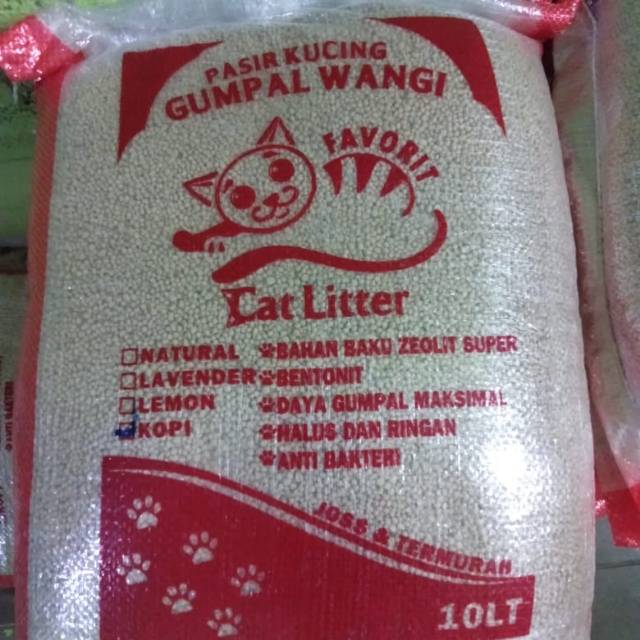 PASIR KUCING
GUMPAL WANGI
FAVORIT
Cat Litter
NATURAL
LAVENDER
LEMON
KOPI
BAHAN BAKU ZEOLIT SUPER
BENTONIT
DAYA GUMPAL MAKSIMAL
HALUS DAN RINGAN
ANTI BAKTERI
JOSS & TERMURAH
10LT